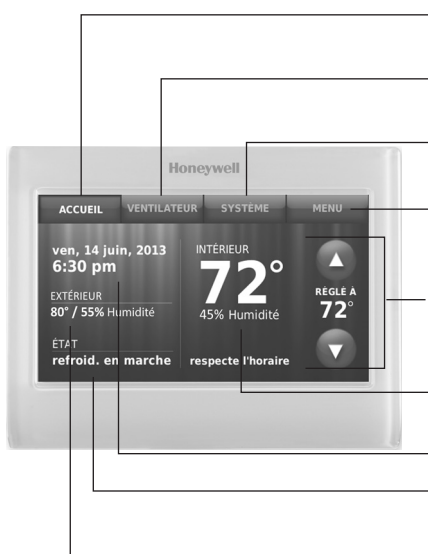 Honeywell
ACCUEIL VENTILATEUR SYSTÈME MENU
ven, 14 juin, 2013
6:30 pm
EXTÉRIEUR
80° / 55% Humidité
ÉTAT
refroid. en marche
INTÉRIEUR
72°
45% Humidité
respecte l'horaire
RÉGLÉ À
72°